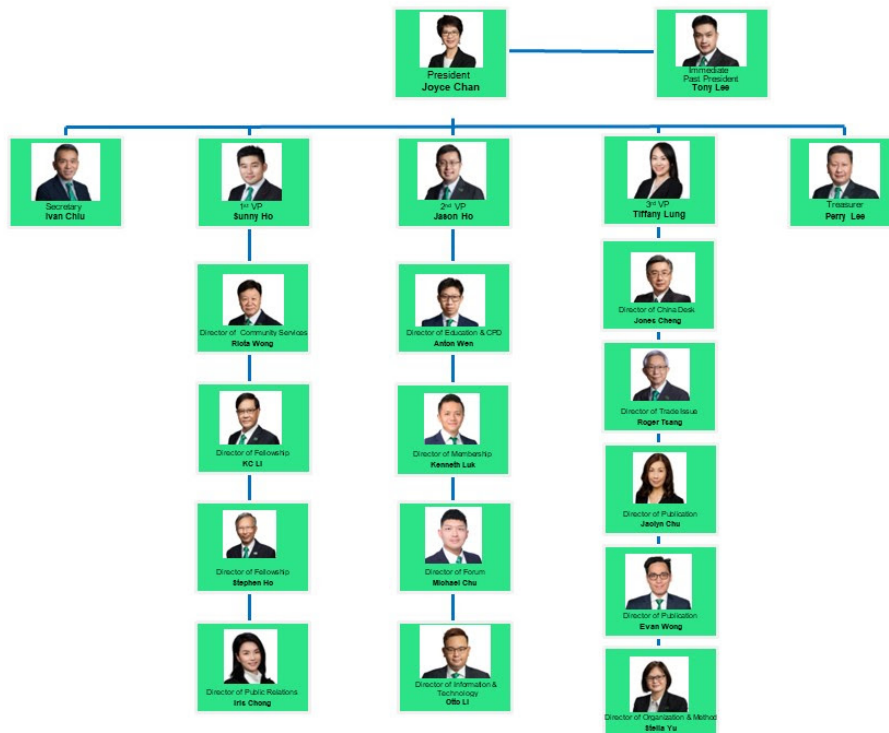 President
Joyce Chan
Immediate
Past President
Tony Lee
Secretary
Ivan Chiu
1st VP
Sunny Ho
2nd VP
Jason Ho
3rd VP
Tiffany Lung
Treasurer
Perry Lee
Director of Community Services
Riota Wong
Director of Education & CPD
Anton Wen
Director of China Desk
Jones Cheng
Director of Trade Issue
Roger Tsang
Director of Fellowship
KC Li
Director of Membership
Kenneth Luk
Director of Publication
Jaolyn Chu
Director of Fellowship
Stephen Ho
Director of Forum
Michael Chu
Director of Publication
Evan Wong
Director of Public Relations
Iris Chong
Director of Information &
Technology
Otto Li
Director of Organization & Method
Stella Yu